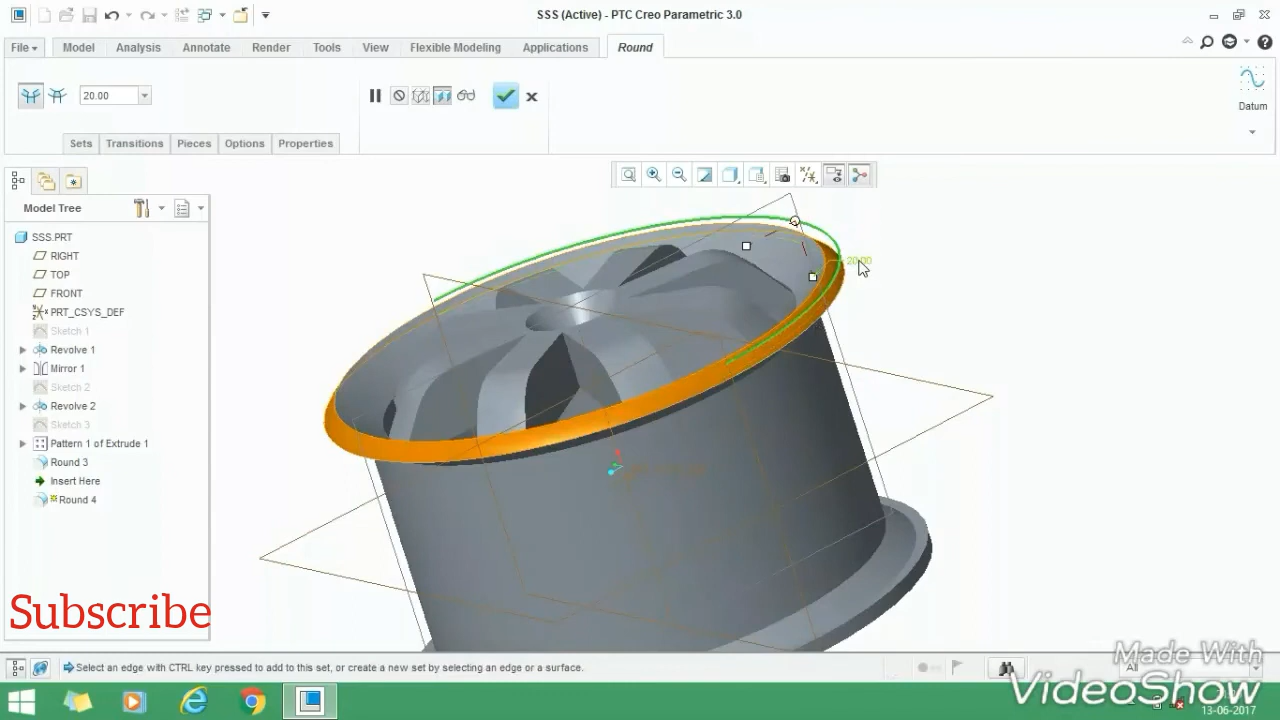 SSS (Active) - PTC Creo Parametric 3.0
File Model Analysis Annotate Render Tools View Flexible Modeling Applications Round
20.00
Datum
Sets Transitions Pieces Options Properties
Model Tree
SSS.PRT
RIGHT
TOP
FRONT
PRT_CSYS_DEF
Sketch 1
Revolve 1
Mirror 1
Sketch 2
Revolve 2
Sketch 3
Pattern 1 of Extrude 1
Round 3
Insert Here
Round 4
20.00
Subscribe
Select an edge with CTRL key pressed to add to this set, or create a new set by selecting an edge or a surface.
All
Made With
VideoShow
13-06-2017